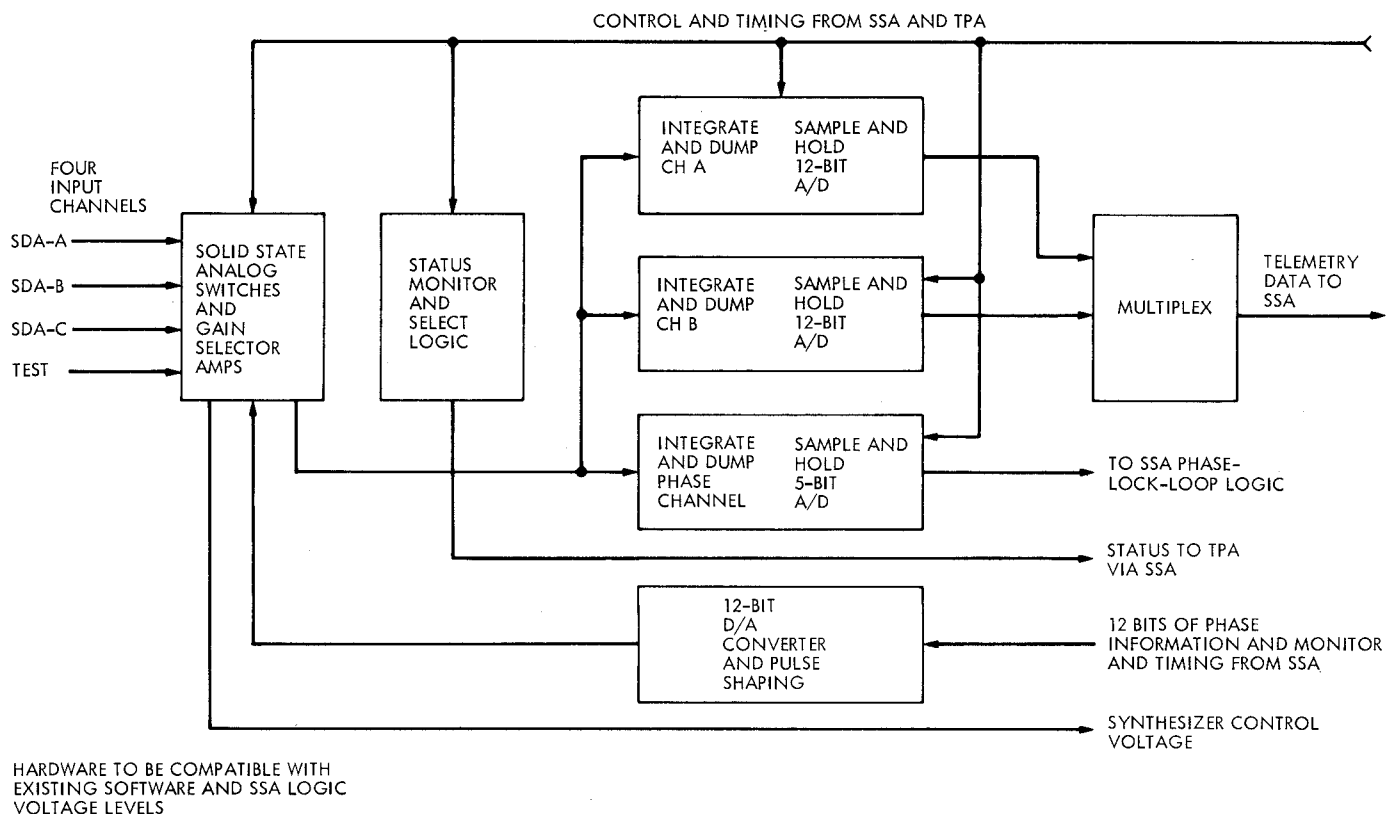 CONTROL AND TIMING FROM SSA AND TPA
FOUR
INPUT
CHANNELS
SDA-A
SDA-B
SDA-C
TEST
SOLID STATE
ANALOG
SWITCHES
AND
GAIN
SELECTOR
AMPS
STATUS
MONITOR
AND
SELECT
LOGIC
INTEGRATE
AND DUMP
CH A
SAMPLE AND
HOLD
12-BIT
A/D
INTEGRATE
AND DUMP
CH B
SAMPLE AND
HOLD
12-BIT
A/D
INTEGRATE
AND DUMP
PHASE
CHANNEL
SAMPLE AND
HOLD
5-BIT
A/D
MULTIPLEX
TELEMETRY
DATA TO
SSA
TO SSA PHASE-
LOCK-LOOP LOGIC
STATUS TO TPA
VIA SSA
12-BIT
D/A
CONVERTER
AND PULSE
SHAPING
12 BITS OF PHASE
INFORMATION AND MONITOR
AND TIMING FROM SSA
SYNTHESIZER CONTROL
VOLTAGE
HARDWARE TO BE COMPATIBLE WITH
EXISTING SOFTWARE AND SSA LOGIC
VOLTAGE LEVELS